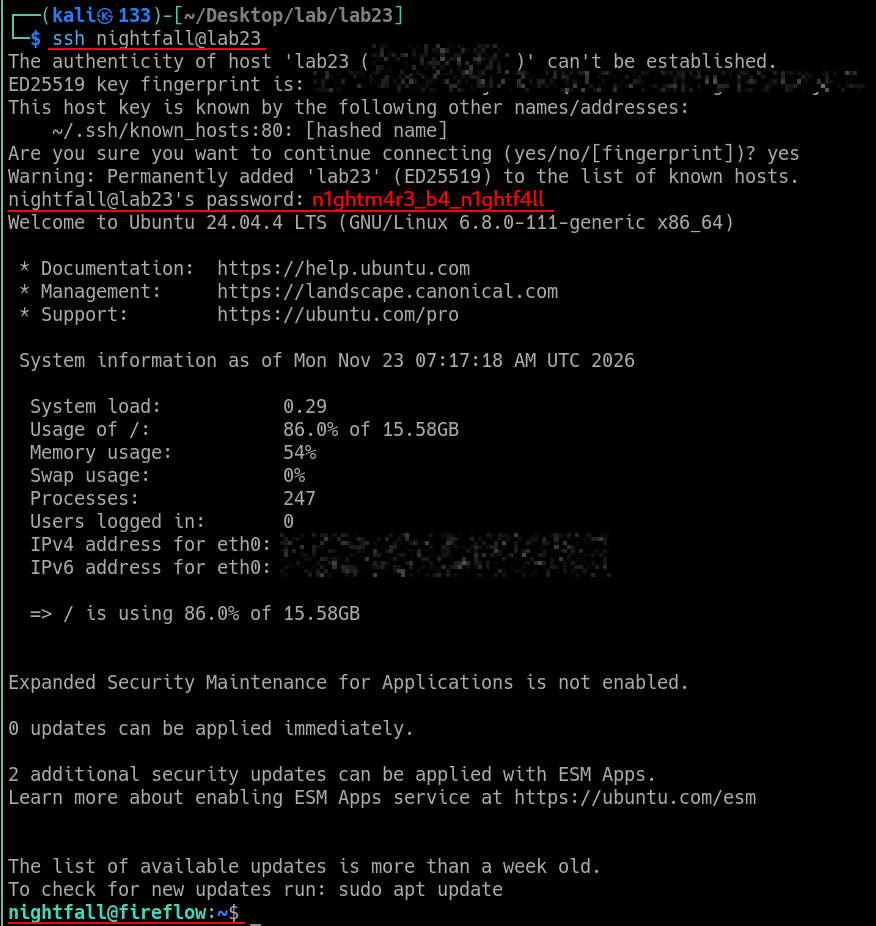 ┌──(kali㉿133)-[~/Desktop/lab/lab23]
└─$ ssh nightfall@lab23
The authenticity of host 'lab23 ( )' can't be established.
ED25519 key fingerprint is:
This host key is known by the following other names/addresses:
    ~/.ssh/known_hosts:80: [hashed name]
Are you sure you want to continue connecting (yes/no/[fingerprint])? yes
Warning: Permanently added 'lab23' (ED25519) to the list of known hosts.
nightfall@lab23's password: n1ghtm4r3_b4_n1ghtf4ll
Welcome to Ubuntu 24.04.4 LTS (GNU/Linux 6.8.0-111-generic x86_64)

 * Documentation:  https://help.ubuntu.com
 * Management:     https://landscape.canonical.com
 * Support:        https://ubuntu.com/pro

 System information as of Mon Nov 23 07:17:18 AM UTC 2026

  System load:           0.29
  Usage of /:            86.0% of 15.58GB
  Memory usage:          54%
  Swap usage:            0%
  Processes:             247
  Users logged in:       0
  IPv4 address for eth0:
  IPv6 address for eth0:

  => / is using 86.0% of 15.58GB

Expanded Security Maintenance for Applications is not enabled.

0 updates can be applied immediately.

2 additional security updates can be applied with ESM Apps.
Learn more about enabling ESM Apps service at https://ubuntu.com/esm

The list of available updates is more than a week old.
To check for new updates run: sudo apt update
nightfall@fireflow:~$